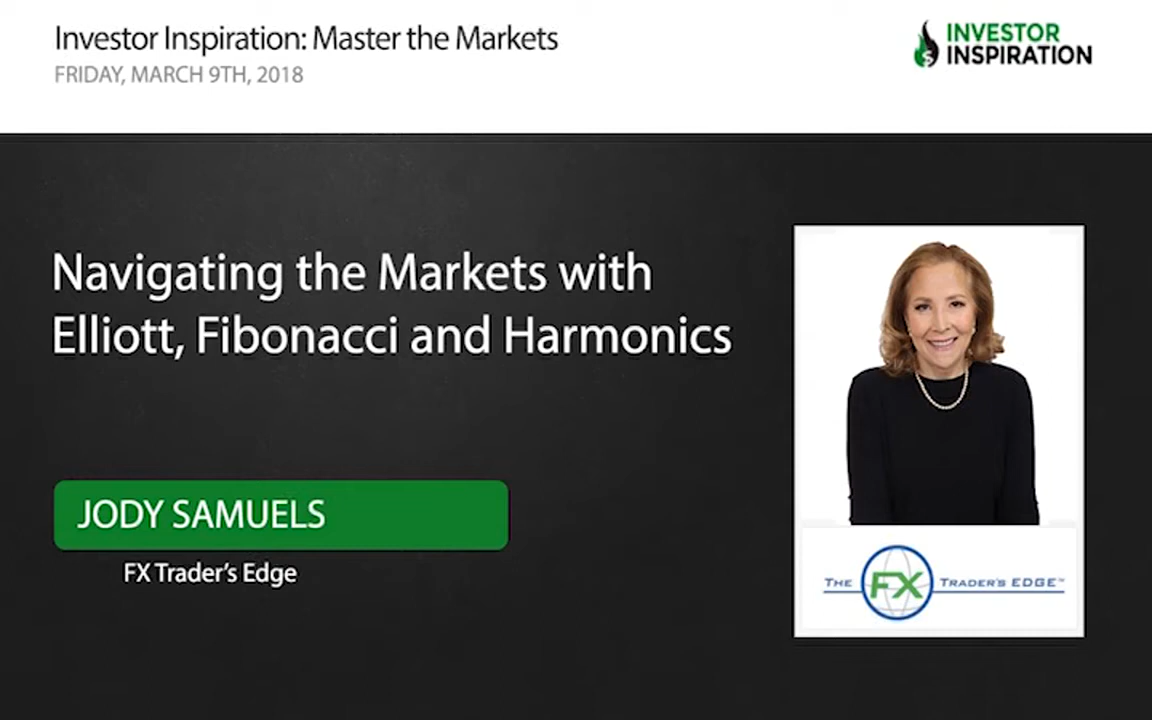 Investor Inspiration: Master the Markets
FRIDAY, MARCH 9TH, 2018
INVESTOR
INSPIRATION
Navigating the Markets with
Elliott, Fibonacci and Harmonics
JODY SAMUELS
FX Trader's Edge
THE FX TRADER'S EDGE™